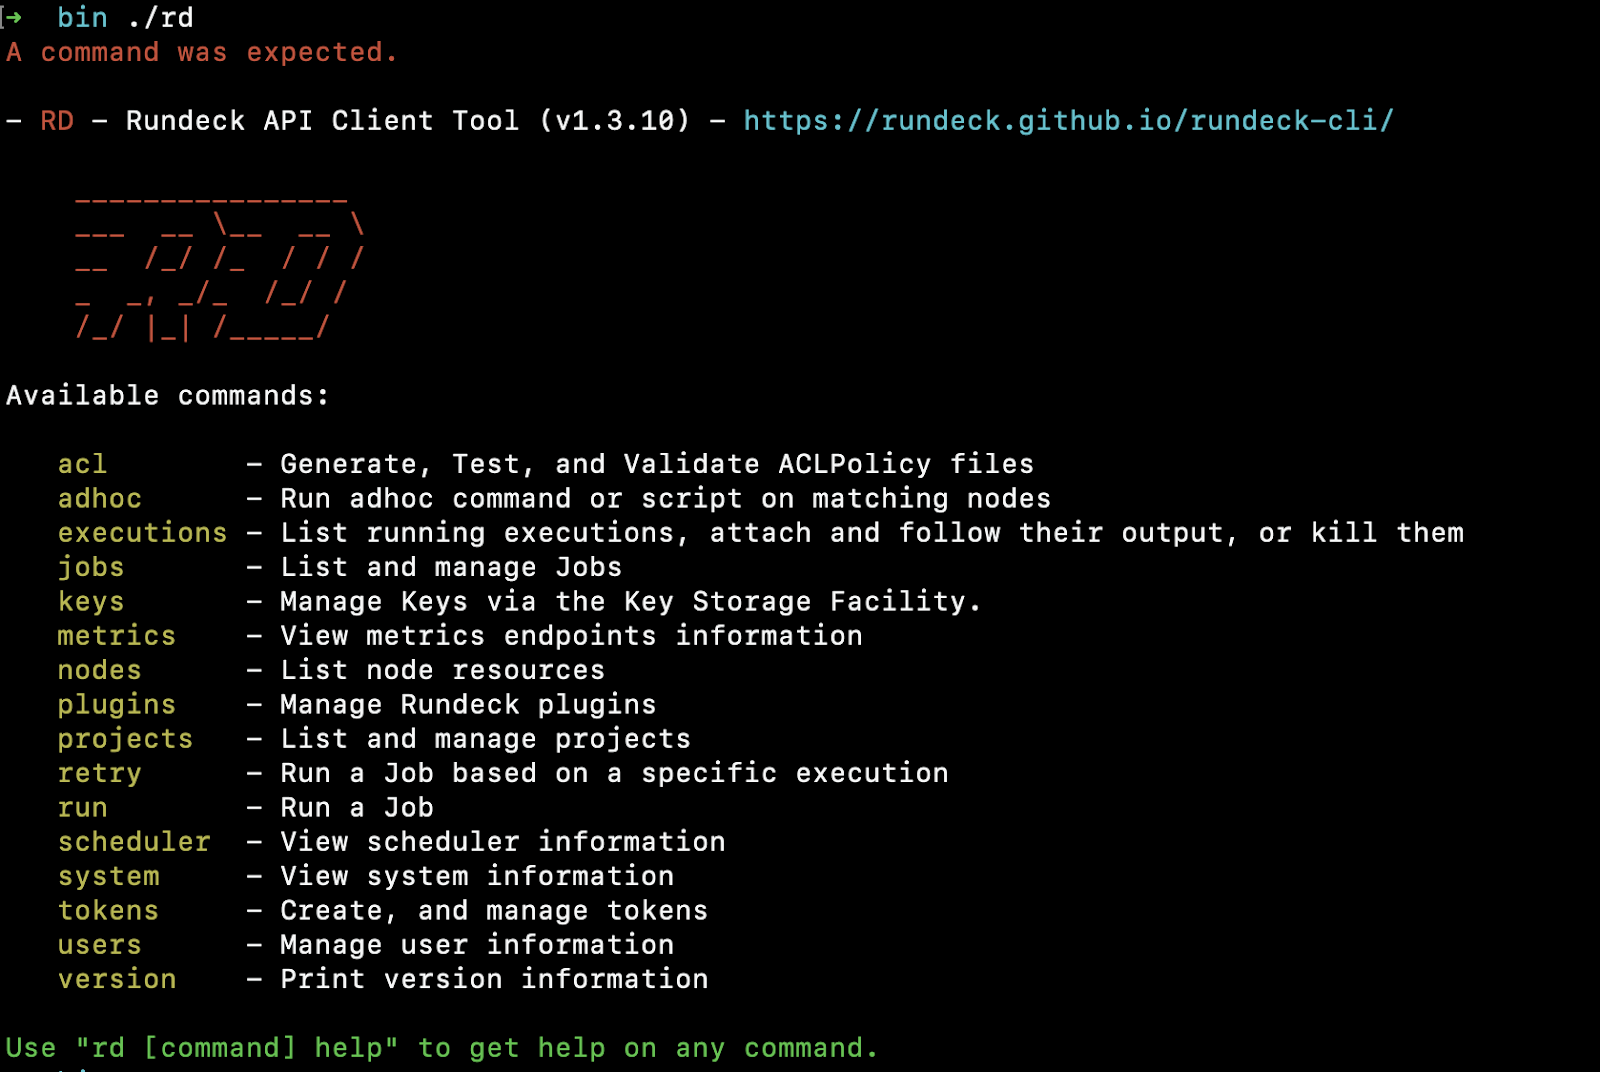 ➜  bin ./rd
A command was expected.
- RD - Rundeck API Client Tool (v1.3.10) - https://rundeck.github.io/rundeck-cli/
    ________________
    ___  __ \__  __ \
    __  /_/ /_  / / /
    _  _, _/_  /_/ /
    /_/ |_| /_____/
Available commands:
   acl        - Generate, Test, and Validate ACLPolicy files
   adhoc      - Run adhoc command or script on matching nodes
   executions - List running executions, attach and follow their output, or kill them
   jobs       - List and manage Jobs
   keys       - Manage Keys via the Key Storage Facility.
   metrics    - View metrics endpoints information
   nodes      - List node resources
   plugins    - Manage Rundeck plugins
   projects   - List and manage projects
   retry      - Run a Job based on a specific execution
   run        - Run a Job
   scheduler  - View scheduler information
   system     - View system information
   tokens     - Create, and manage tokens
   users      - Manage user information
   version    - Print version information
Use "rd [command] help" to get help on any command.